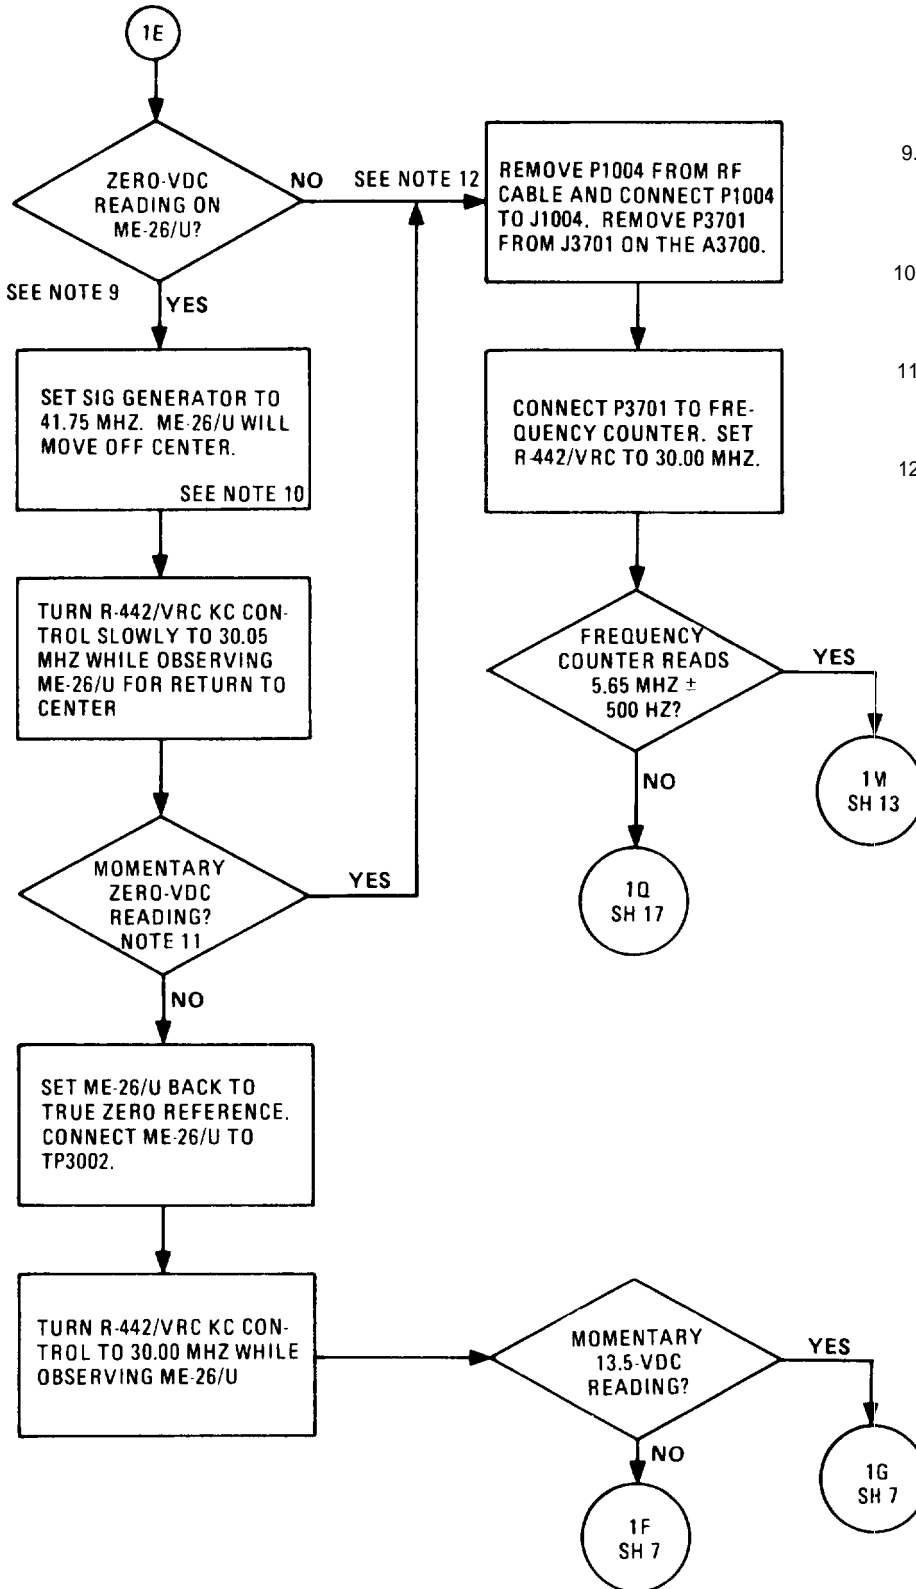 1E
ZERO-VDC
READING ON
ME-26/U?
NO
SEE NOTE 12
SEE NOTE 9
YES
REMOVE P1004 FROM RF
CABLE AND CONNECT P1004
TO J1004. REMOVE P3701
FROM J3701 ON THE A3700.
9.
10
11
12
SET SIG GENERATOR TO
41.75 MHZ. ME-26/U WILL
MOVE OFF CENTER.
SEE NOTE 10
CONNECT P3701 TO FRE-
QUENCY COUNTER. SET
R-442/VRC TO 30.00 MHZ.
TURN R-442/VRC KC CON-
TROL SLOWLY TO 30.05
MHZ WHILE OBSERVING
ME-26/U FOR RETURN TO
CENTER
FREQUENCY
COUNTER READS
5.65 MHZ ±
500 HZ?
YES
NO
1M
SH 13
1Q
SH 17
MOMENTARY
ZERO-VDC
READING?
NOTE 11
YES
NO
SET ME-26/U BACK TO
TRUE ZERO REFERENCE.
CONNECT ME-26/U TO
TP3002.
TURN R-442/VRC KC CON-
TROL TO 30.00 MHZ WHILE
OBSERVING ME-26/U
MOMENTARY
13.5-VDC
READING?
YES
NO
1G
SH 7
1F
SH 7